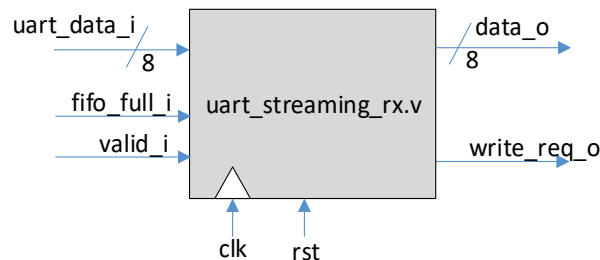 uart_data_i
8
fifo_full_i
valid_i
uart_streaming_rx.v
data_o
8
write_req_o
clk
rst